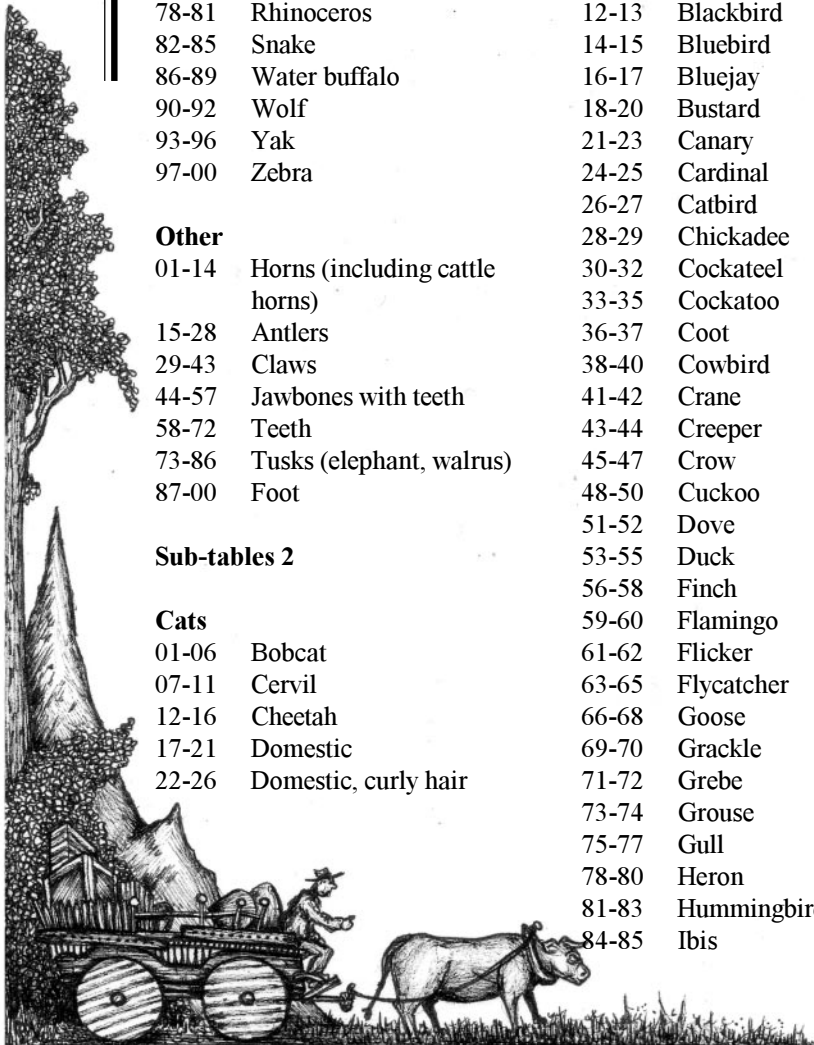 78-81 Rhinoceros
82-85 Snake
86-89 Water buffalo
90-92 Wolf
93-96 Yak
97-00 Zebra
Other
01-14 Horns (including cattle
horns)
15-28 Antlers
29-43 Claws
44-57 Jawbones with teeth
58-72 Teeth
73-86 Tusks (elephant, walrus)
87-00 Foot
Sub-tables 2
Cats
01-06 Bobcat
07-11 Cervil
12-16 Cheetah
17-21 Domestic
22-26 Domestic, curly hair
12-13 Blackbird
14-15 Bluebird
16-17 Bluejay
18-20 Bustard
21-23 Canary
24-25 Cardinal
26-27 Catbird
28-29 Chickadee
30-32 Cockateel
33-35 Cockatoo
36-37 Coot
38-40 Cowbird
41-42 Crane
43-44 Creeper
45-47 Crow
48-50 Cuckoo
51-52 Dove
53-55 Duck
56-58 Finch
59-60 Flamingo
61-62 Flicker
63-65 Flycatcher
66-68 Goose
69-70 Grackle
71-72 Grebe
73-74 Grouse
75-77 Gull
78-80 Heron
81-83 Hummingbird
84-85 Ibis